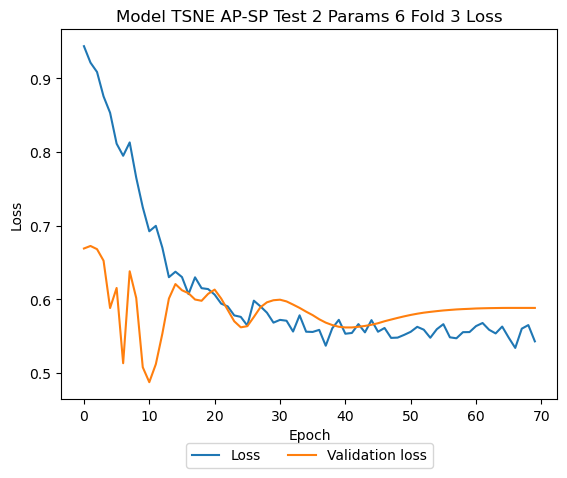 Model TSNE AP-SP Test 2 Params 6 Fold 3 Loss
0.9
0.8
0.7
0.6
0.5
Loss
0 10 20 30 40 50 60 70
Epoch
Loss Validation loss